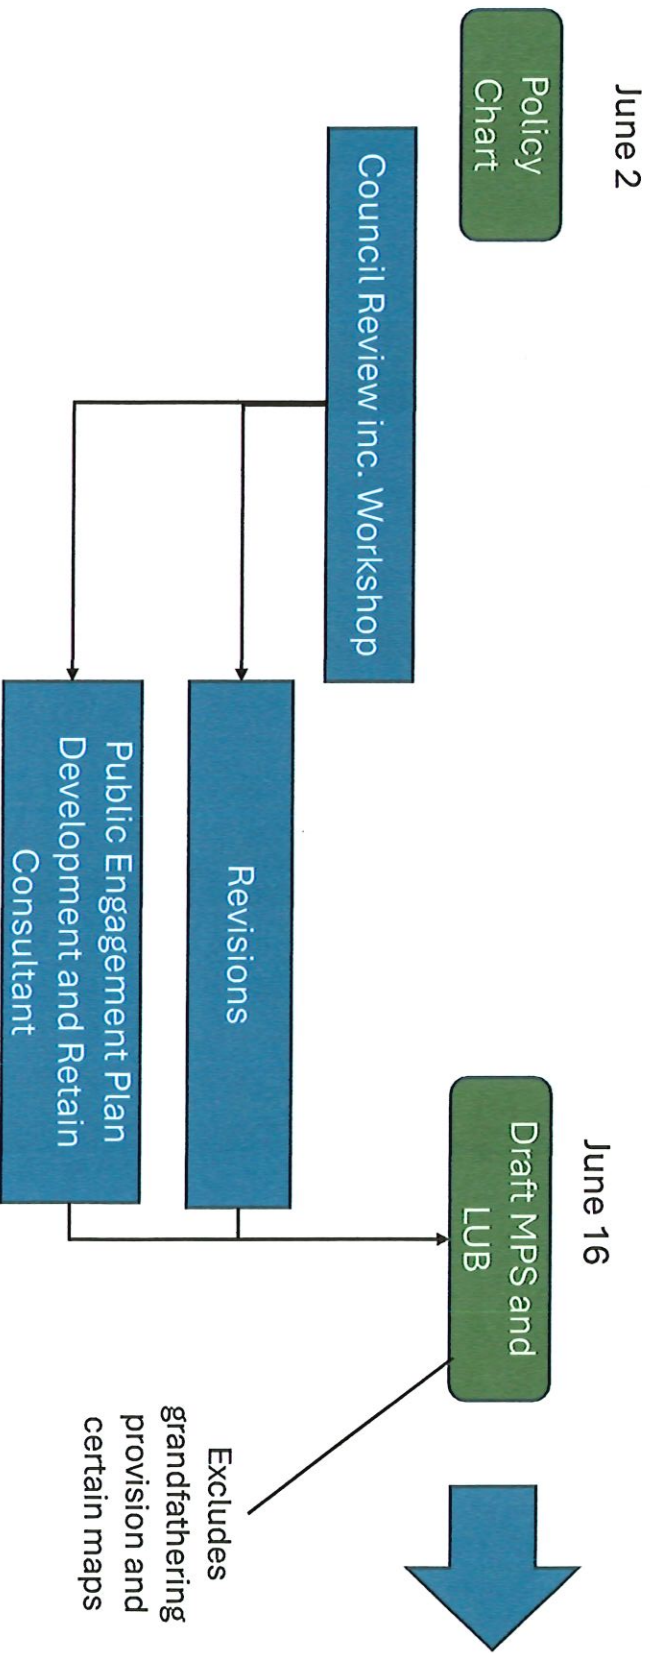 June 2
Policy
Chart
Council Review inc. Workshop
Revisions
Public Engagement Plan
Development and Retain
Consultant
June 16
Draft MPS and
LUB
Excludes
grandfathering
provision and
certain maps